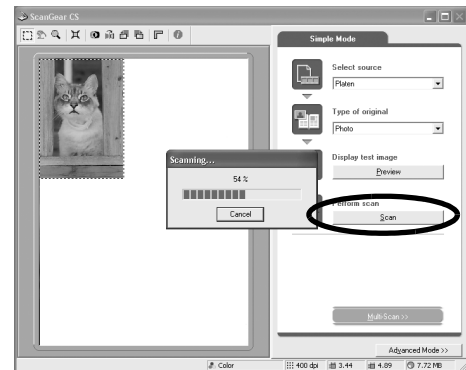 ScanGear CS
Simple Mode
Select source
Platen
Type of original
Photo
Display test image
Preview
Perform scan
Scan
Scanning...
54 %
Cancel
Multi-Scan >>
Advanced Mode >>
Color
400 dpi
3.44
4.89
7.72 MB